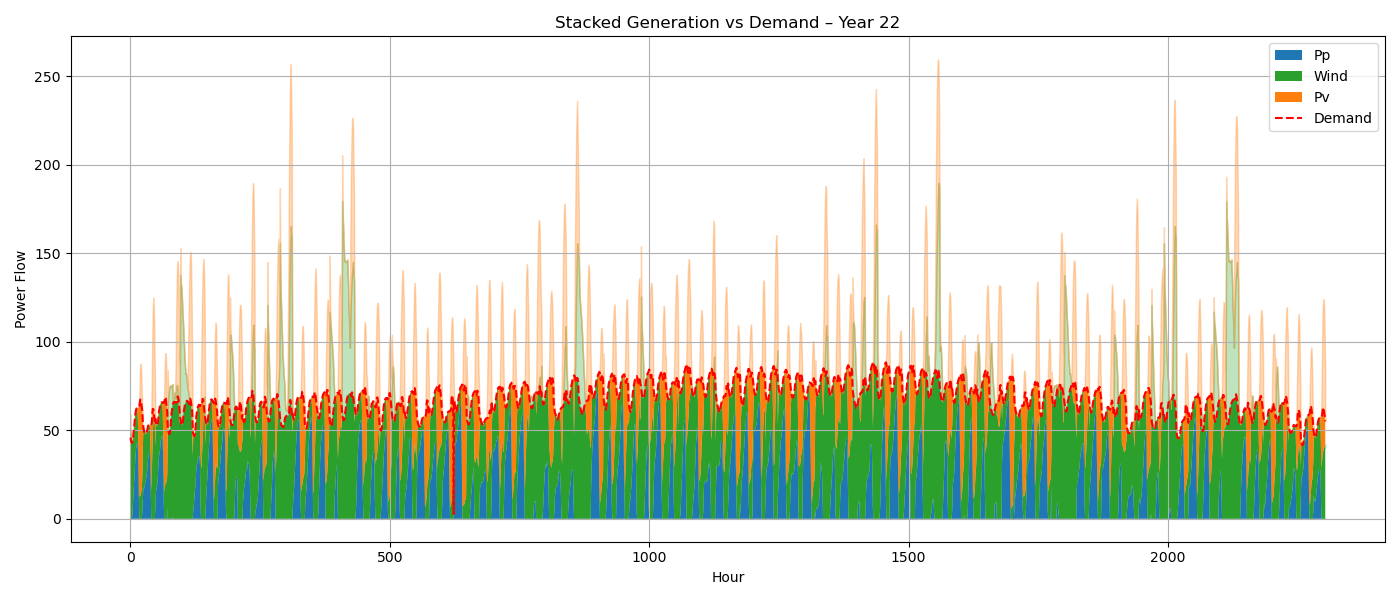 Stacked Generation vs Demand – Year 22
Pp
Wind
Pv
Demand
Power Flow
250
200
150
100
50
0
0 500 1000 1500 2000
Hour